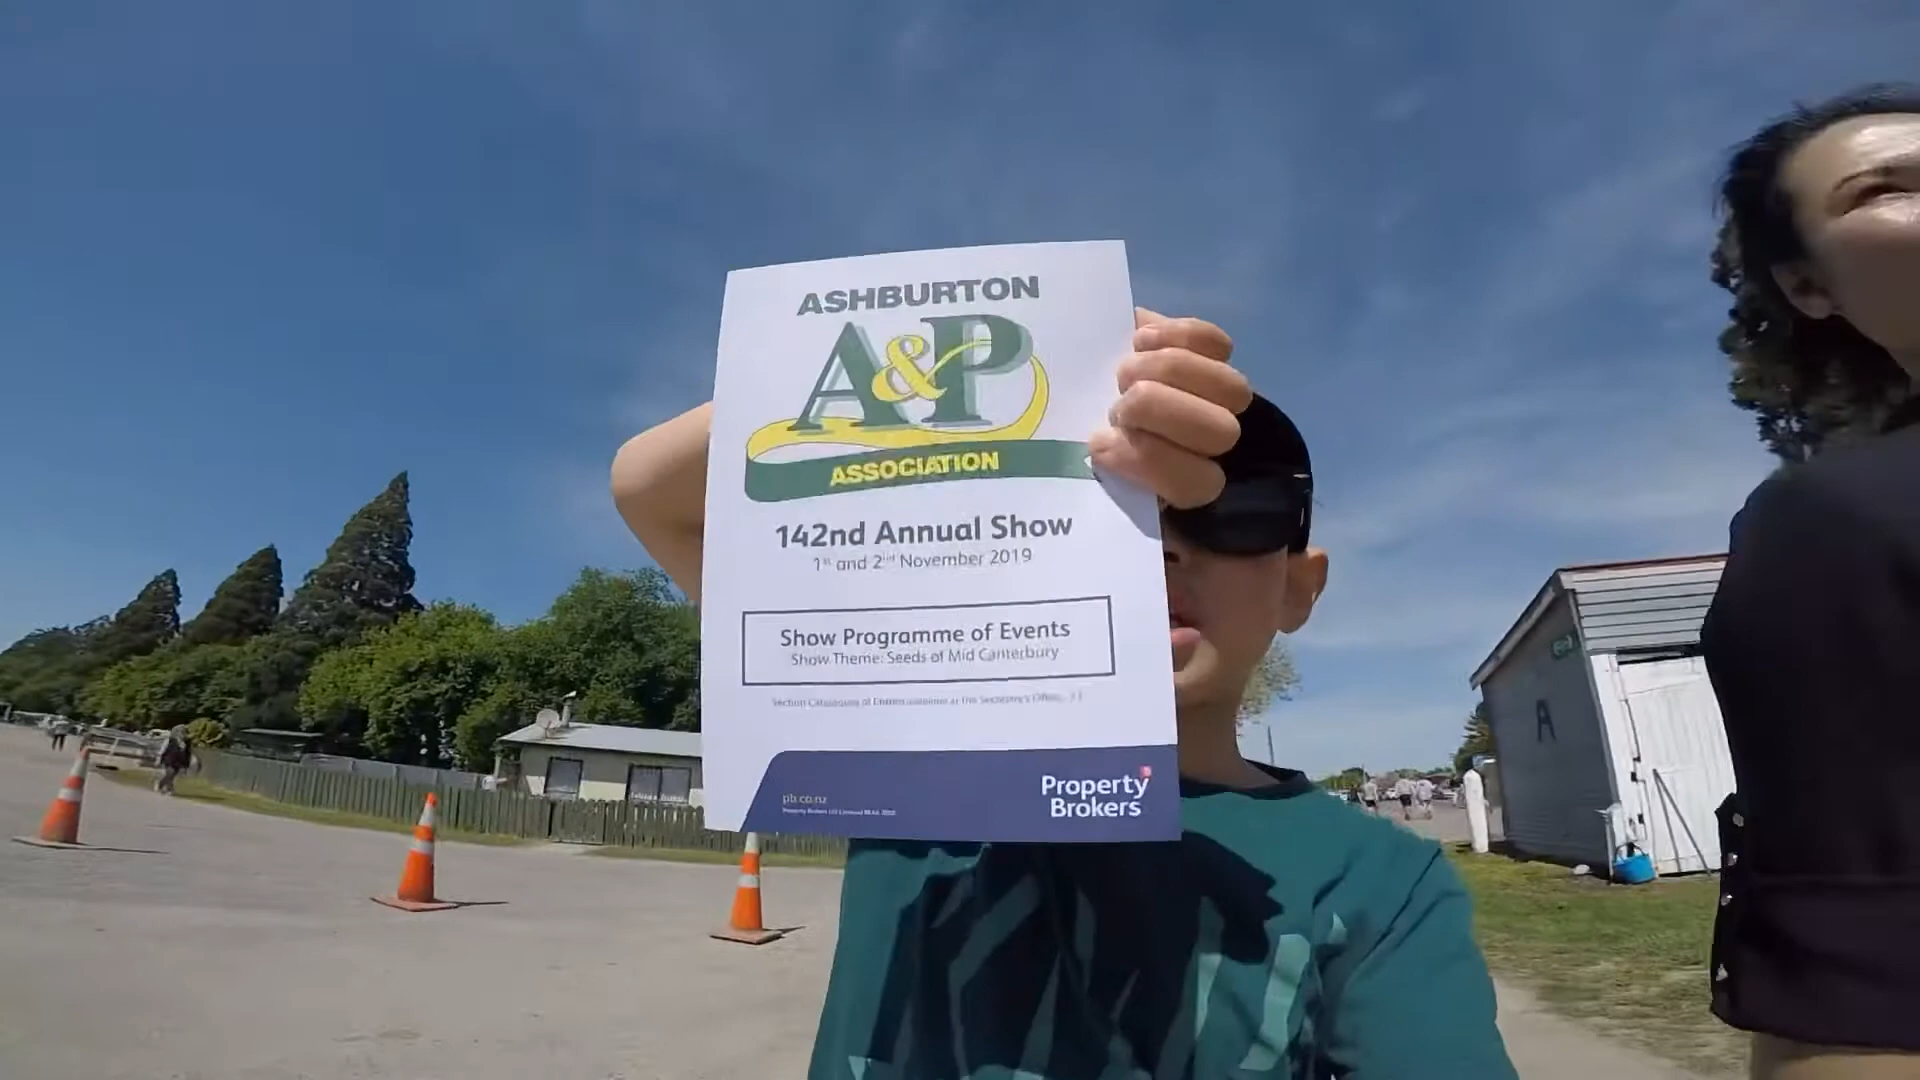 ASHBURTON
A&P
ASSOCIATION
142nd Annual Show
1st and 2nd November 2019
Show Programme of Events
Show Theme: Seeds of Mid Canterbury
pb.co.nz
Property
Brokers
A